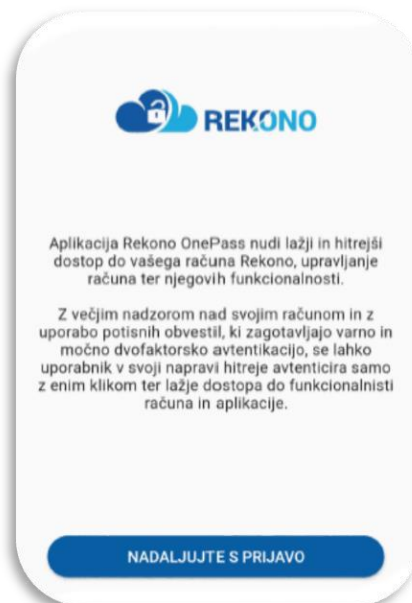 REKONO
Aplikacija Rekono OnePass nudi lažji in hitrejši
dostop do vašega računa Rekono, upravljanje
računa ter njegovih funkcionalnosti.
Z večjim nadzorom nad svojim računom in z
uporabo potisnih obvestil, ki zagotavljajo varno in
močno dvofaktorsko avtentikacijo, se lahko
uporabnik v svoji napravi hitreje avtenticira samo
z enim klikom ter lažje dostopa do funkcionalnisti
računa in aplikacije.
NADALJUJTE S PRIJAVO